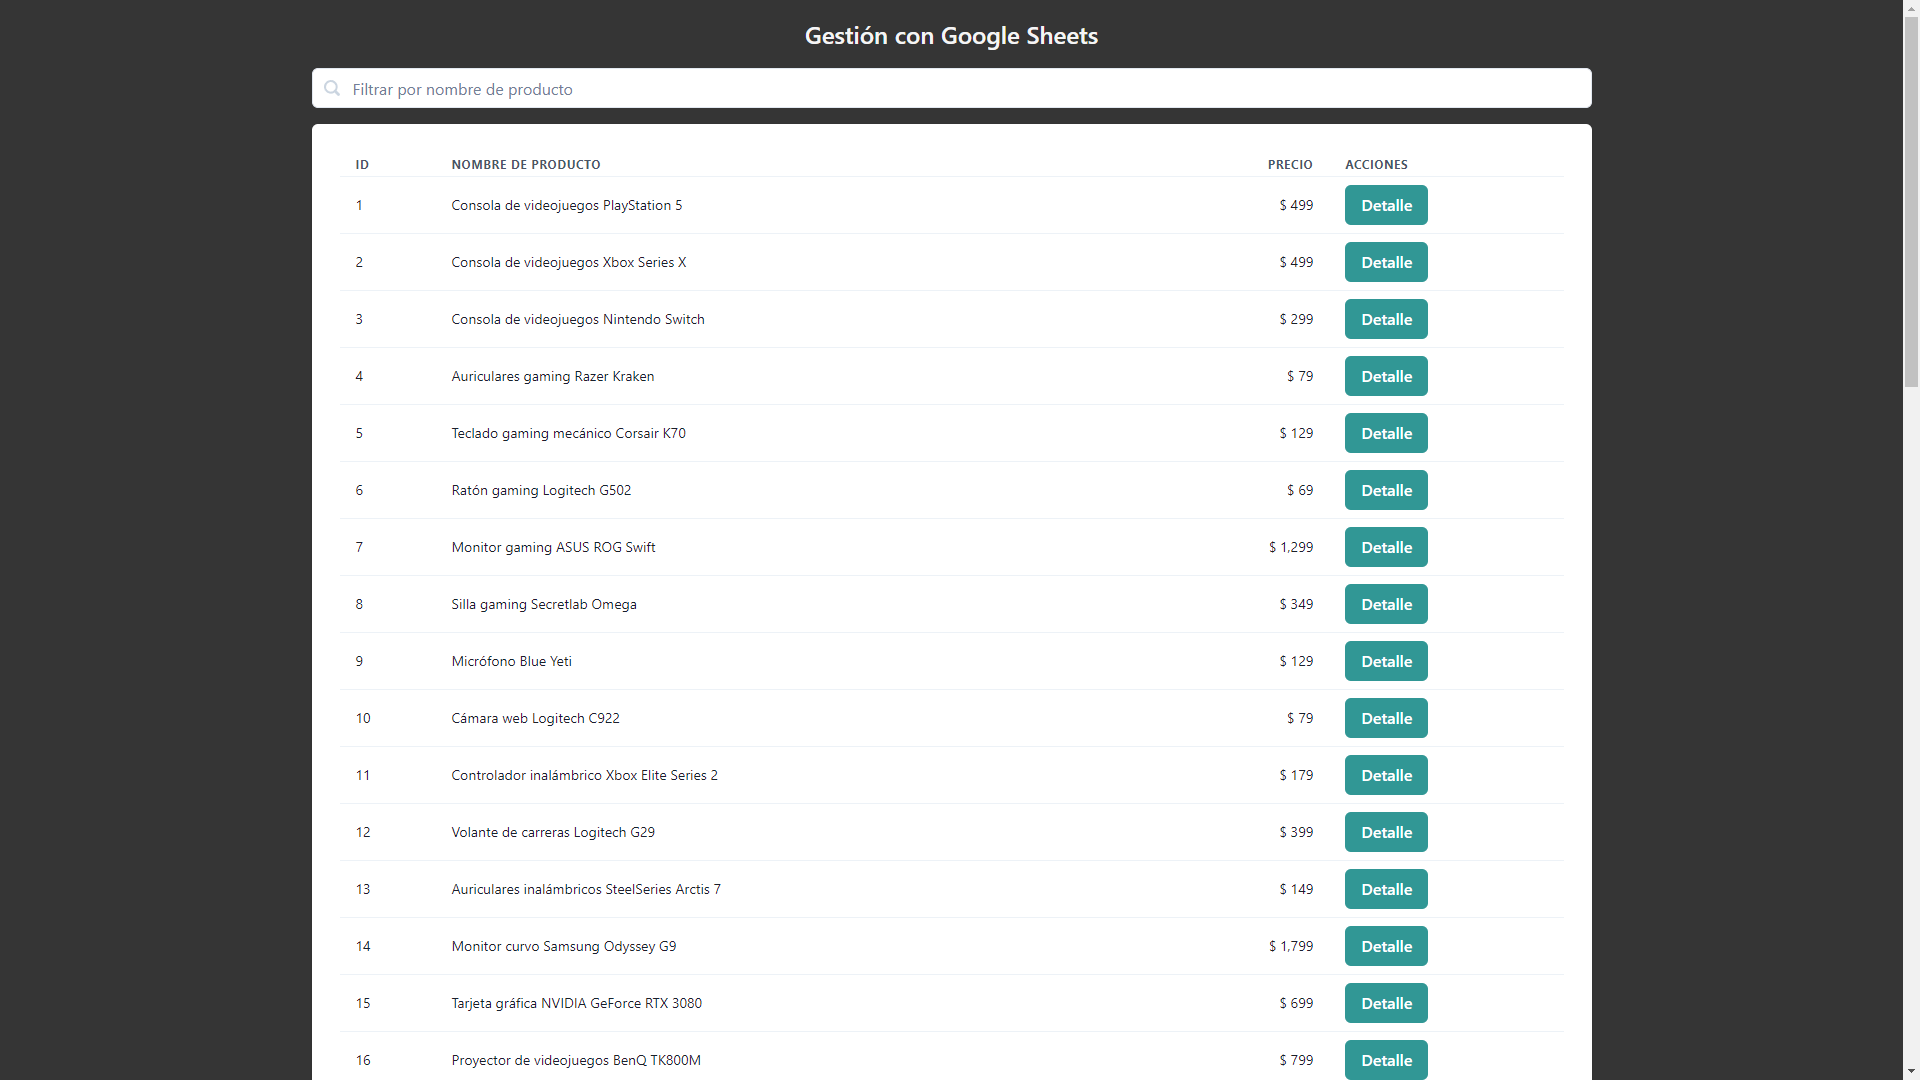 Gestión con Google Sheets
Filtrar por nombre de producto
ID NOMBRE DE PRODUCTO PRECIO ACCIONES
1 Consola de videojuegos PlayStation 5 $ 499 Detalle
2 Consola de videojuegos Xbox Series X $ 499 Detalle
3 Consola de videojuegos Nintendo Switch $ 299 Detalle
4 Auriculares gaming Razer Kraken $ 79 Detalle
5 Teclado gaming mecánico Corsair K70 $ 129 Detalle
6 Ratón gaming Logitech G502 $ 69 Detalle
7 Monitor gaming ASUS ROG Swift $ 1,299 Detalle
8 Silla gaming Secretlab Omega $ 349 Detalle
9 Micrófono Blue Yeti $ 129 Detalle
10 Cámara web Logitech C922 $ 79 Detalle
11 Controlador inalámbrico Xbox Elite Series 2 $ 179 Detalle
12 Volante de carreras Logitech G29 $ 399 Detalle
13 Auriculares inalámbricos SteelSeries Arctis 7 $ 149 Detalle
14 Monitor curvo Samsung Odyssey G9 $ 1,799 Detalle
15 Tarjeta gráfica NVIDIA GeForce RTX 3080 $ 699 Detalle
16 Proyector de videojuegos BenQ TK800M $ 799 Detalle